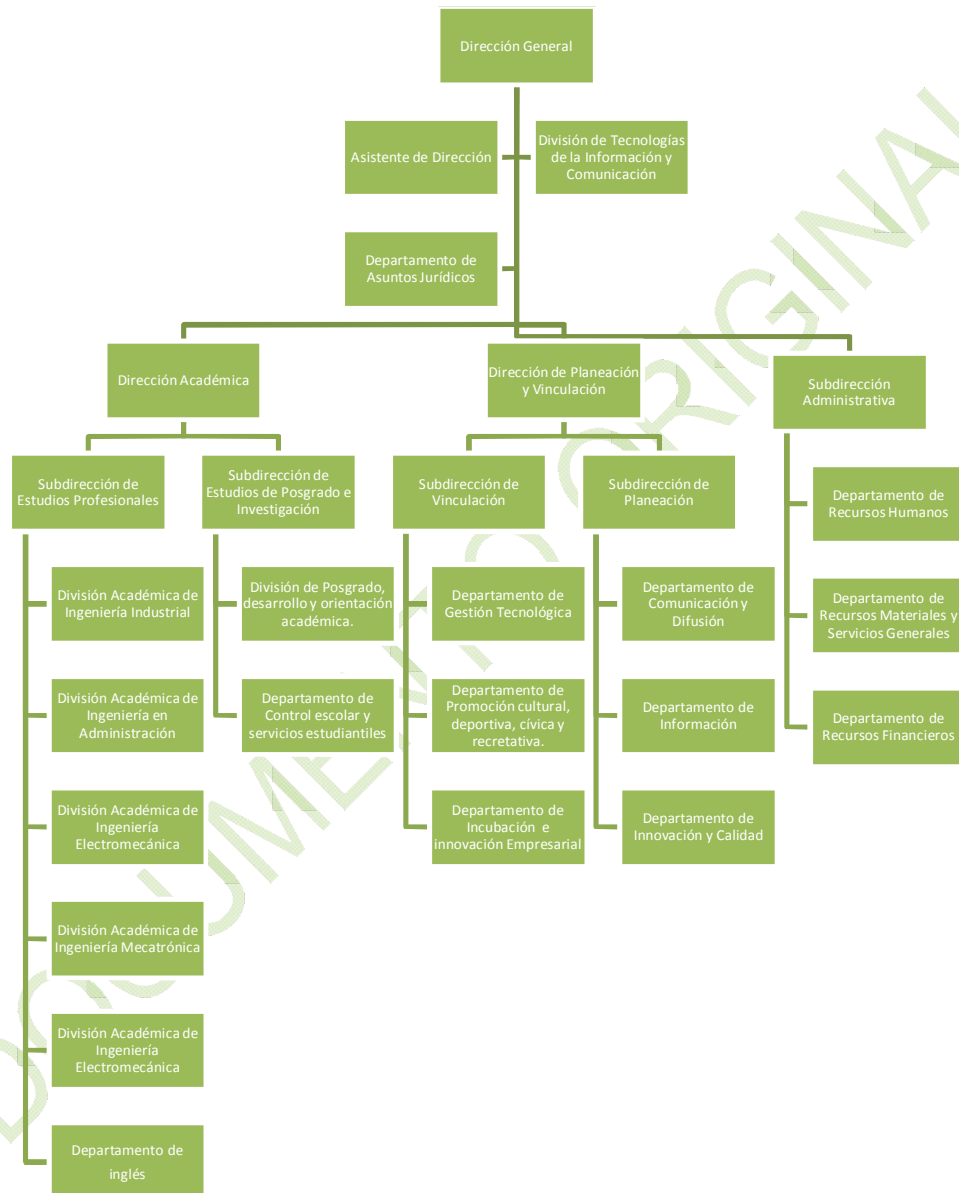 Dirección General
Asistente de Dirección
División de Tecnologías
de la Información y
Comunicación
Departamento de
Asuntos Jurídicos
Dirección Académica
Dirección de Planeación
y Vinculación
Subdirección
Administrativa
Subdirección de
Estudios Profesionales
Subdirección de
Estudios de Posgrado e
Investigación
Subdirección de
Vinculación
Subdirección de
Planeación
Departamento de
Recursos Humanos
División Académica de
Ingeniería Industrial
División de Posgrado,
desarrollo y orientación
académica.
Departamento de
Gestión Tecnológica
Departamento de
Comunicación y
Difusión
Departamento de
Recursos Materiales y
Servicios Generales
División Académica de
Ingeniería en
Administración
Departamento de
Control escolar y
servicios estudiantiles
Departamento de
Promoción cultural,
deportiva, cívica y
recretativa.
Departamento de
Información
Departamento de
Recursos Financieros
División Académica de
Ingeniería
Electromecánica
Departamento de
Incubación e
innovación Empresarial
Departamento de
Innovación y Calidad
División Académica de
Ingeniería Mecatrónica
División Académica de
Ingeniería
Electromecánica
Departamento de
inglés
DOCUMENTO ORIGINAL